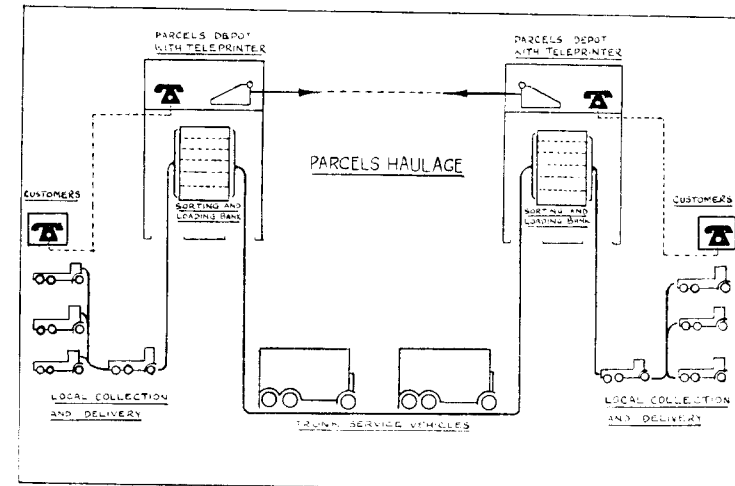 PARCELS DEPOT
WITH TELEPRINTER
PARCELS DEPOT
WITH TELEPRINTER
PARCELS HAULAGE
CUSTOMERS
SORTING AND
LOADING BANK
SORTING AND
LOADING BANK
CUSTOMERS
LOCAL COLLECTION
AND DELIVERY
TRUNK SERVICE VEHICLES
LOCAL COLLECTION
AND DELIVERY